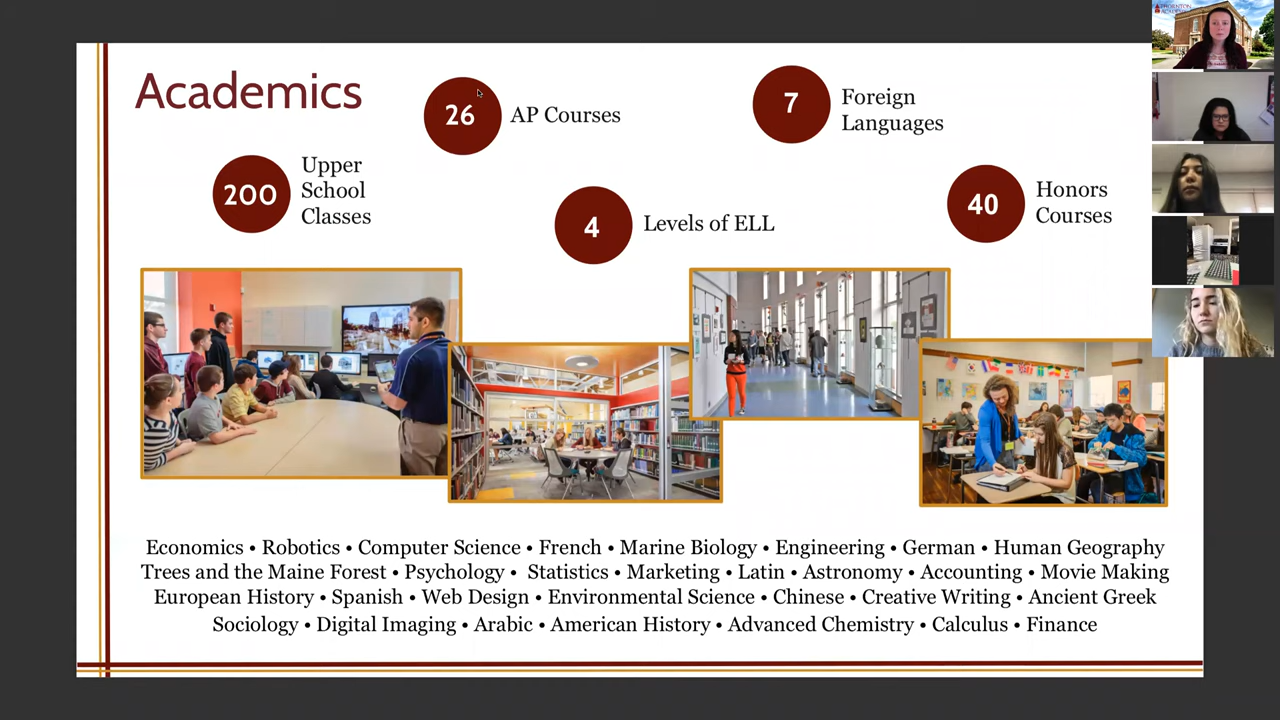 Academics
26
AP Courses
7
Foreign
Languages
200
Upper
School
Classes
4
Levels of ELL
40
Honors
Courses
Economics • Robotics • Computer Science • French • Marine Biology • Engineering • German • Human Geography
Trees and the Maine Forest • Psychology • Statistics • Marketing • Latin • Astronomy • Accounting • Movie Making
European History • Spanish • Web Design • Environmental Science • Chinese • Creative Writing • Ancient Greek
Sociology • Digital Imaging • Arabic • American History • Advanced Chemistry • Calculus • Finance